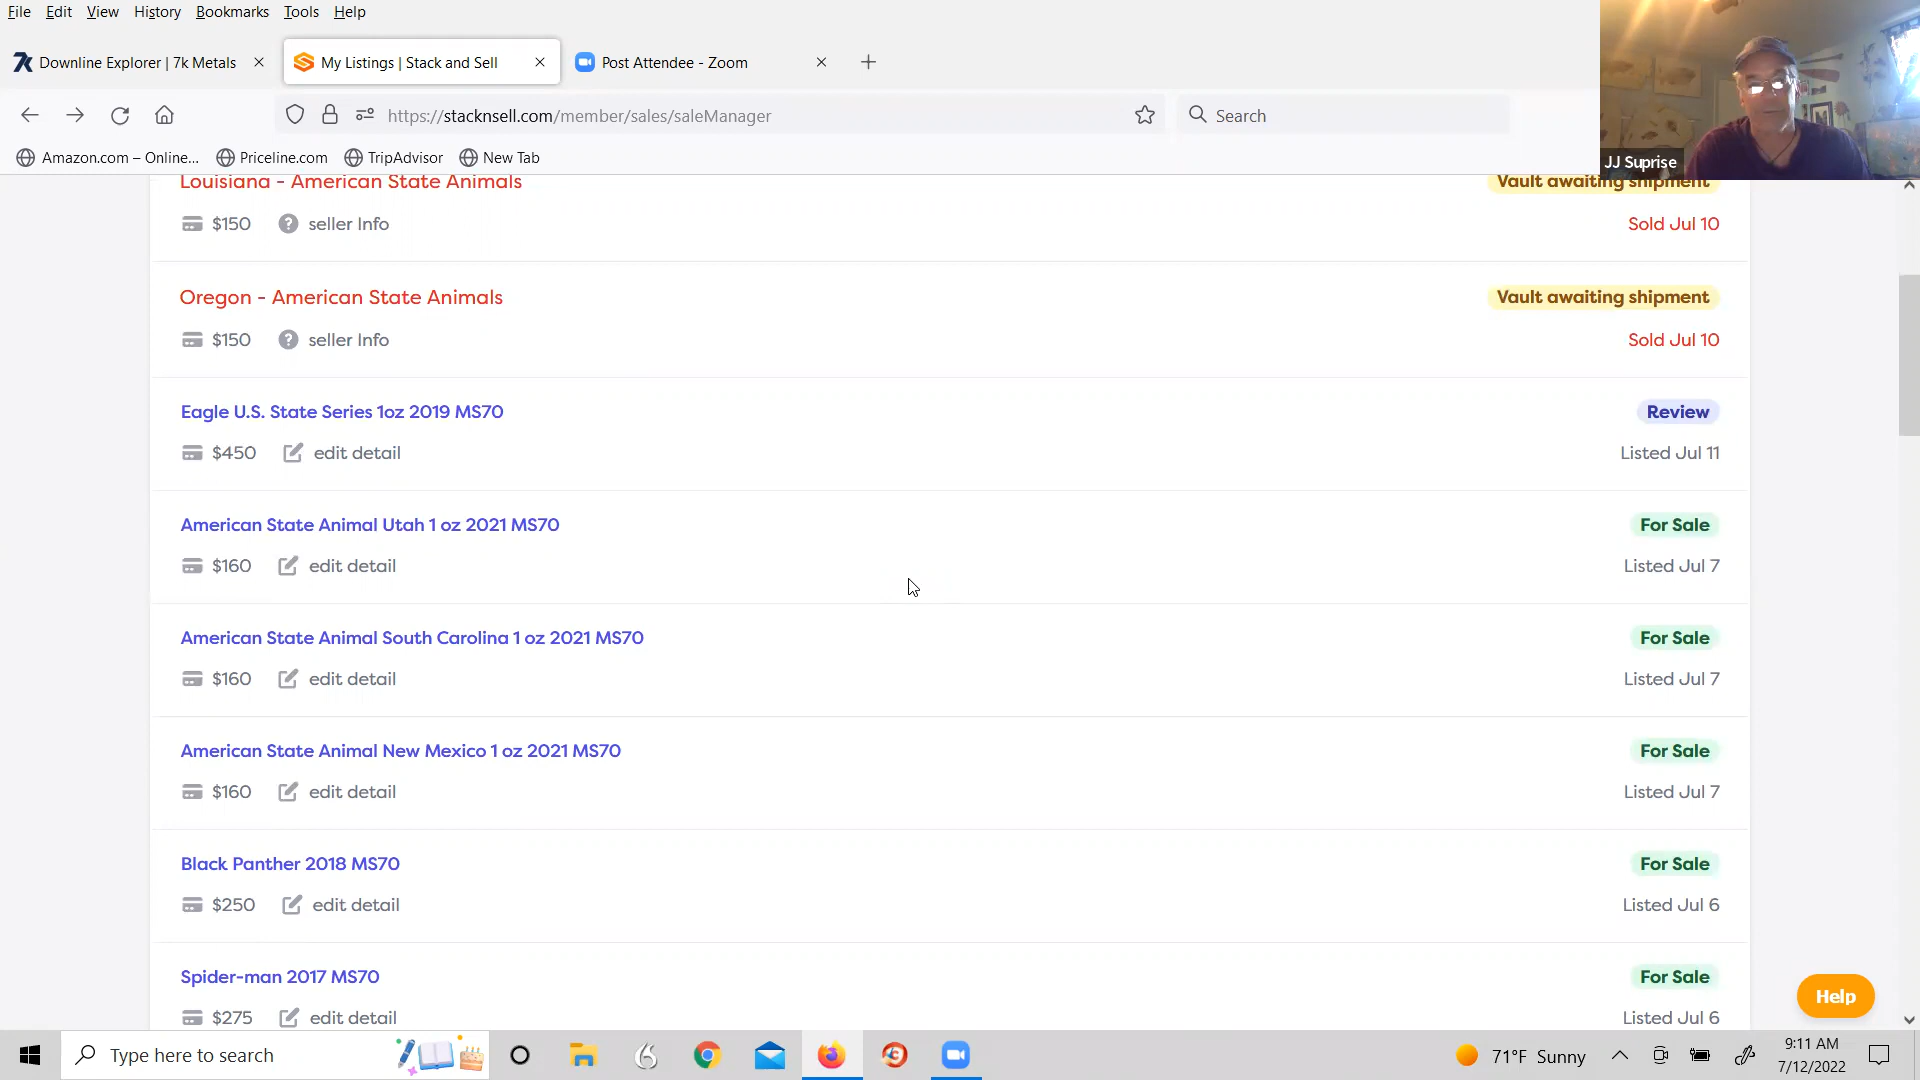 File Edit View History Bookmarks Tools Help
Downline Explorer | 7k Metals
My Listings | Stack and Sell
Post Attendee - Zoom
https://stacknsell.com/member/sales/saleManager
Search
Amazon.com – Online... Priceline.com TripAdvisor New Tab
JJ Suprise
Louisiana - American State Animals
Vault awaiting shipment
$150 seller Info
Sold Jul 10
Oregon - American State Animals
Vault awaiting shipment
$150 seller Info
Sold Jul 10
Eagle U.S. State Series 1oz 2019 MS70
Review
$450 edit detail
Listed Jul 11
American State Animal Utah 1 oz 2021 MS70
For Sale
$160 edit detail
Listed Jul 7
American State Animal South Carolina 1 oz 2021 MS70
For Sale
$160 edit detail
Listed Jul 7
American State Animal New Mexico 1 oz 2021 MS70
For Sale
$160 edit detail
Listed Jul 7
Black Panther 2018 MS70
For Sale
$250 edit detail
Listed Jul 6
Spider-man 2017 MS70
For Sale
$275 edit detail
Listed Jul 6
Help
Type here to search
71°F Sunny
9:11 AM
7/12/2022